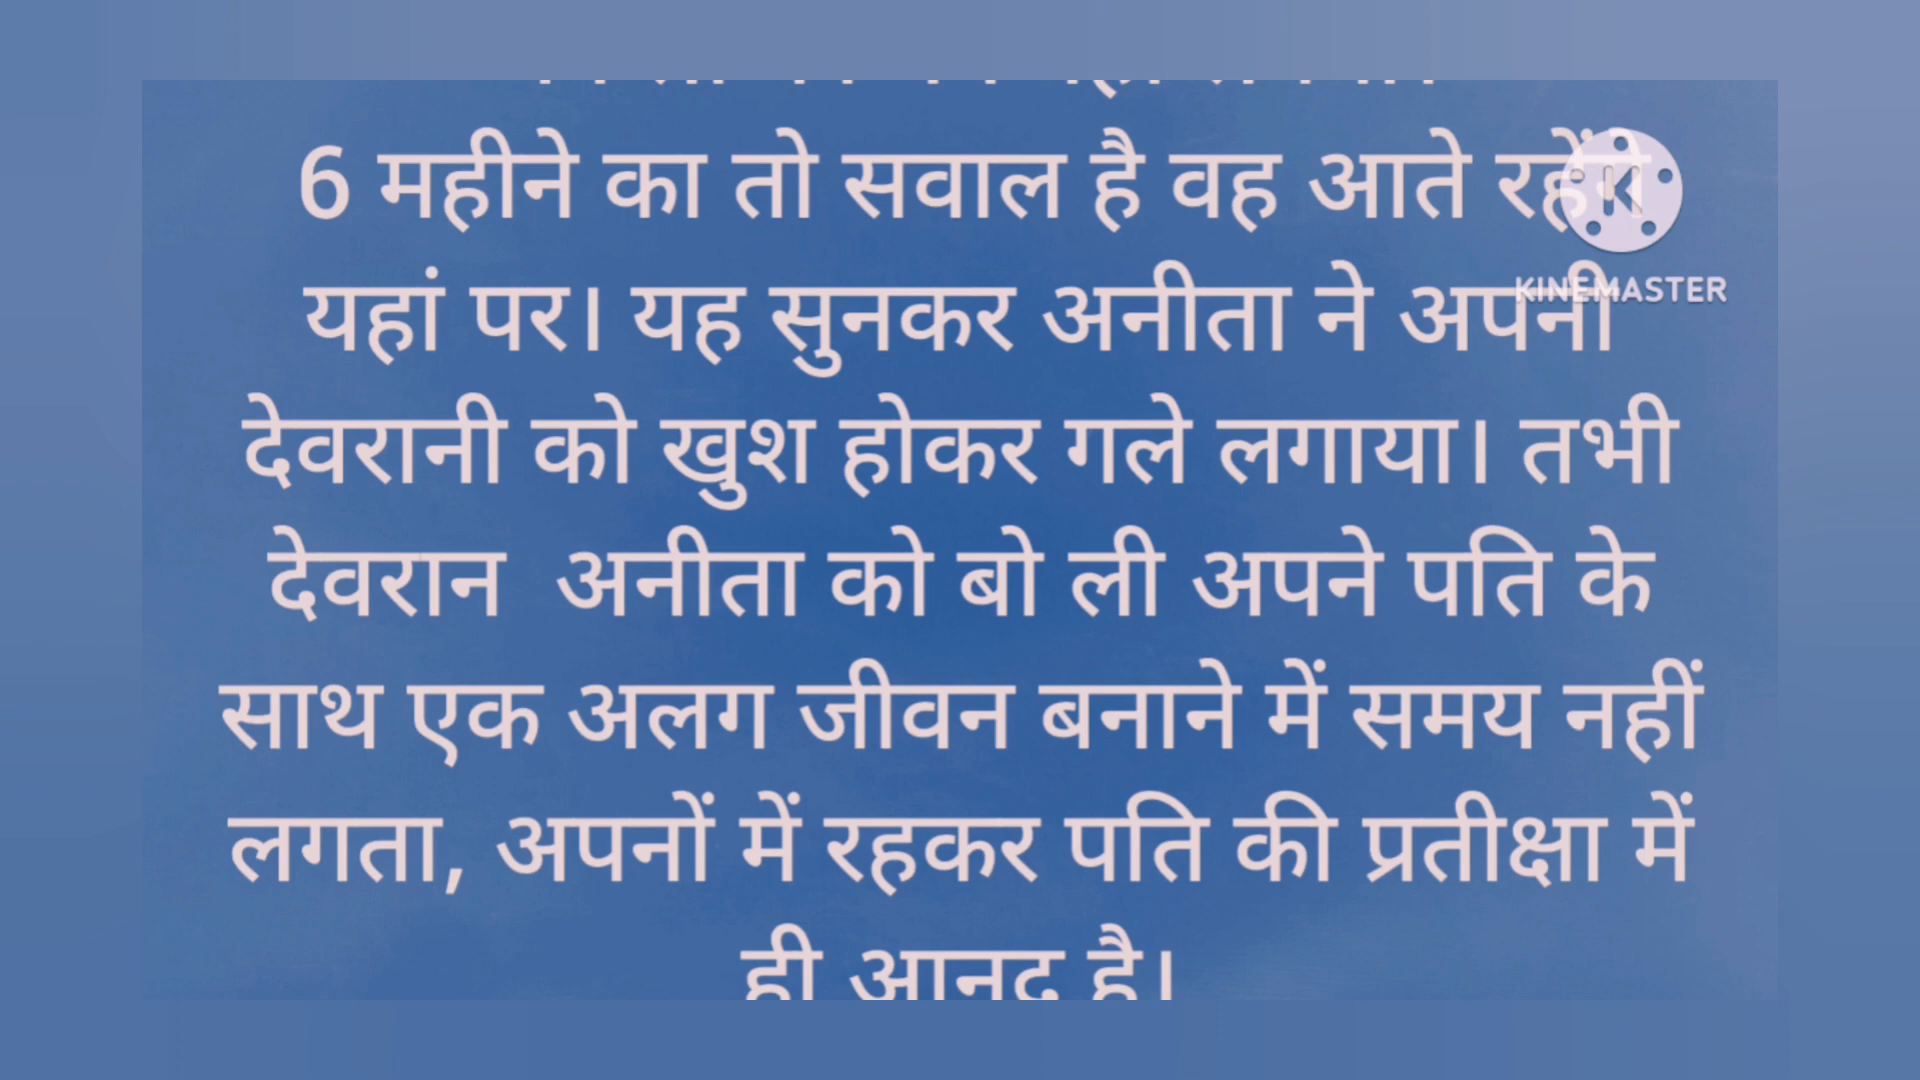 6 महीने का तो सवाल है वह आते रहेंगे
यहां पर। यह सुनकर अनीता ने अपनी
देवरानी को खुश होकर गले लगाया। तभी
देवरान अनीता को बो ली अपने पति के
साथ एक अलग जीवन बनाने में समय नहीं
लगता, अपनों में रहकर पति की प्रतीक्षा में
ही आनद है।
KINEMASTER